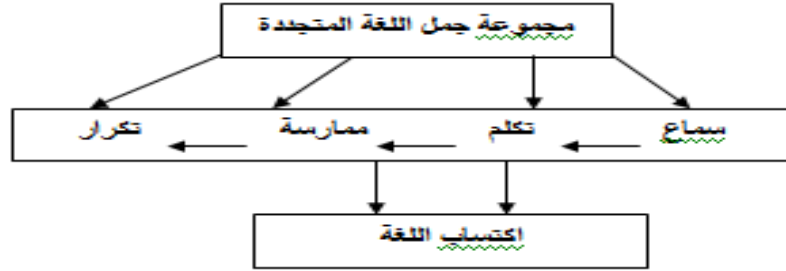 مجموعة جمل اللغة المتجددة
سماع تكلم ممارسة تكرار
اكتساب اللغة